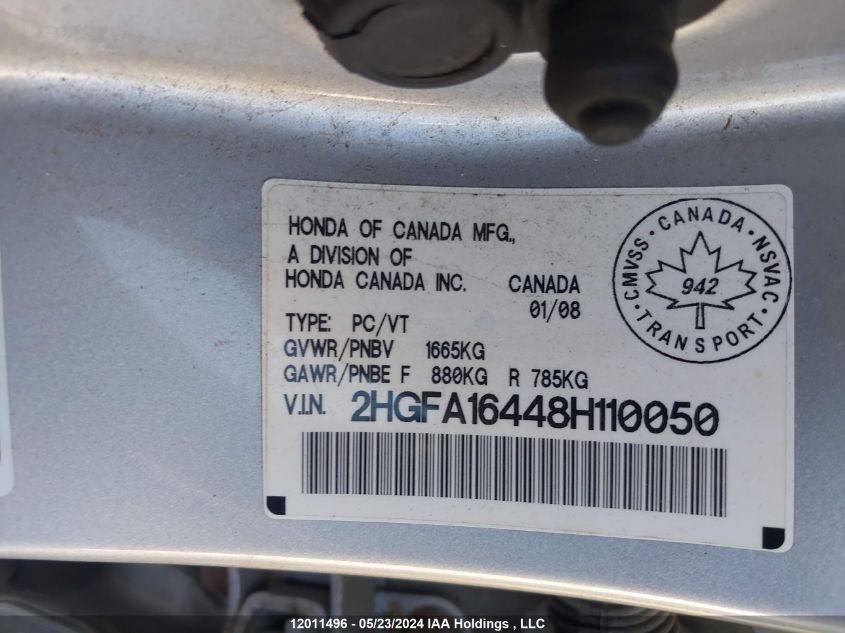 HONDA OF CANADA MFG.,
A DIVISION OF
HONDA CANADA INC. CANADA
01/08
TYPE: PC/VT
GVWR/PNBV 1665KG
GAWR/PNBE F 880KG R 785KG
V.I.N. 2HGFA16448H110050
CMVSS · CANADA · NSVAC · TRANSPORT ·
942
12011496 - 05/23/2024 IAA Holdings , LLC